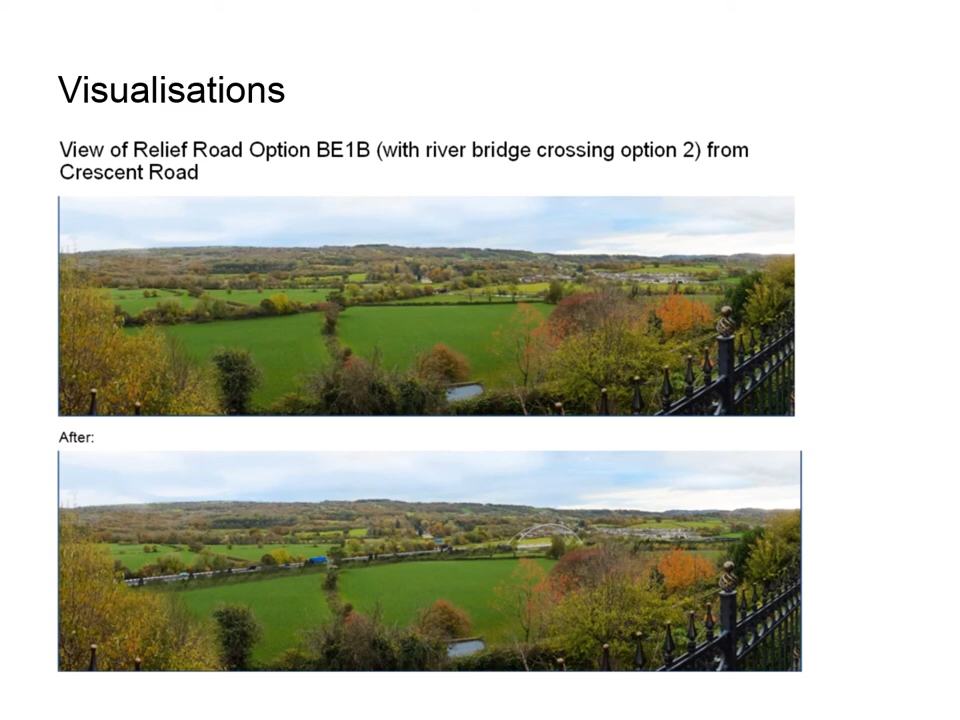 Visualisations
View of Relief Road Option BE1B (with river bridge crossing option 2) from
Crescent Road
After: